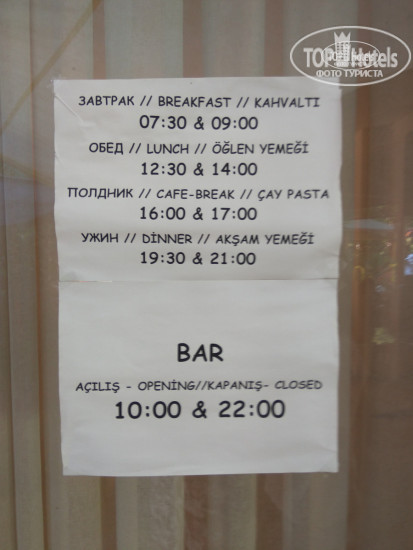 TOP Hotels
ФОТО ТУРИСТА
ЗАВТРАК // BREAKFAST // KAHVALTI
07:30 & 09:00
ОБЕД // LUNCH // ÖĞLEN YEMEĞİ
12:30 & 14:00
ПОЛДНИК // CAFE-BREAK // ÇAY PASTA
16:00 & 17:00
УЖИН // DİNNER // AKŞAM YEMEĞİ
19:30 & 21:00
BAR
AÇILIŞ - OPENİNG//KAPANIŞ- CLOSED
10:00 & 22:00